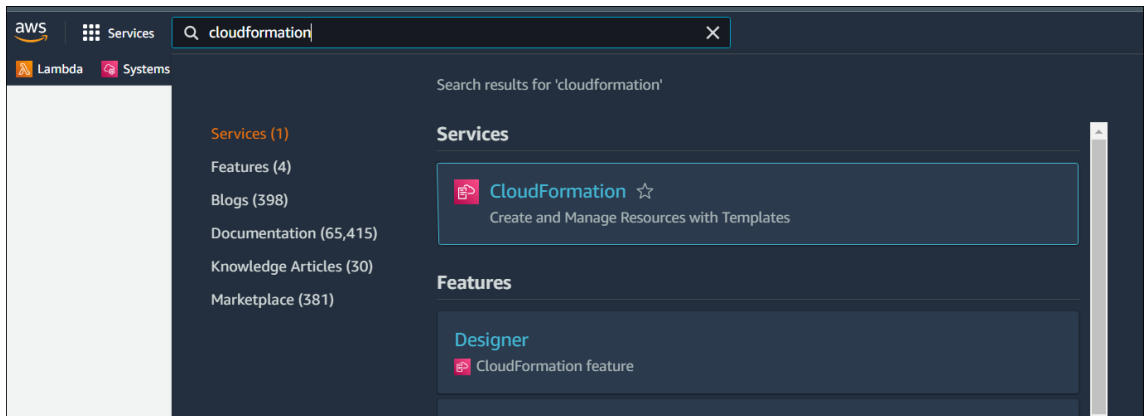 aws
Services
cloudformation
Lambda
Systems
Search results for 'cloudformation'
Services (1)
Features (4)
Blogs (398)
Documentation (65,415)
Knowledge Articles (30)
Marketplace (381)
Services
CloudFormation
Create and Manage Resources with Templates
Features
Designer
CloudFormation feature